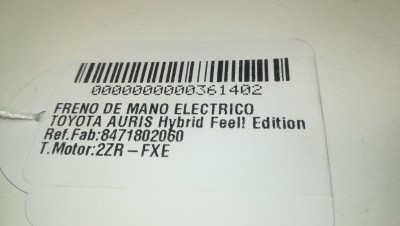 0000000000361402
FRENO DE MANO ELECTRICO
TOYOTA AURIS Hybrid Feel! Edition
Ref.Fab:8471802060
T.Motor:2ZR-FXE